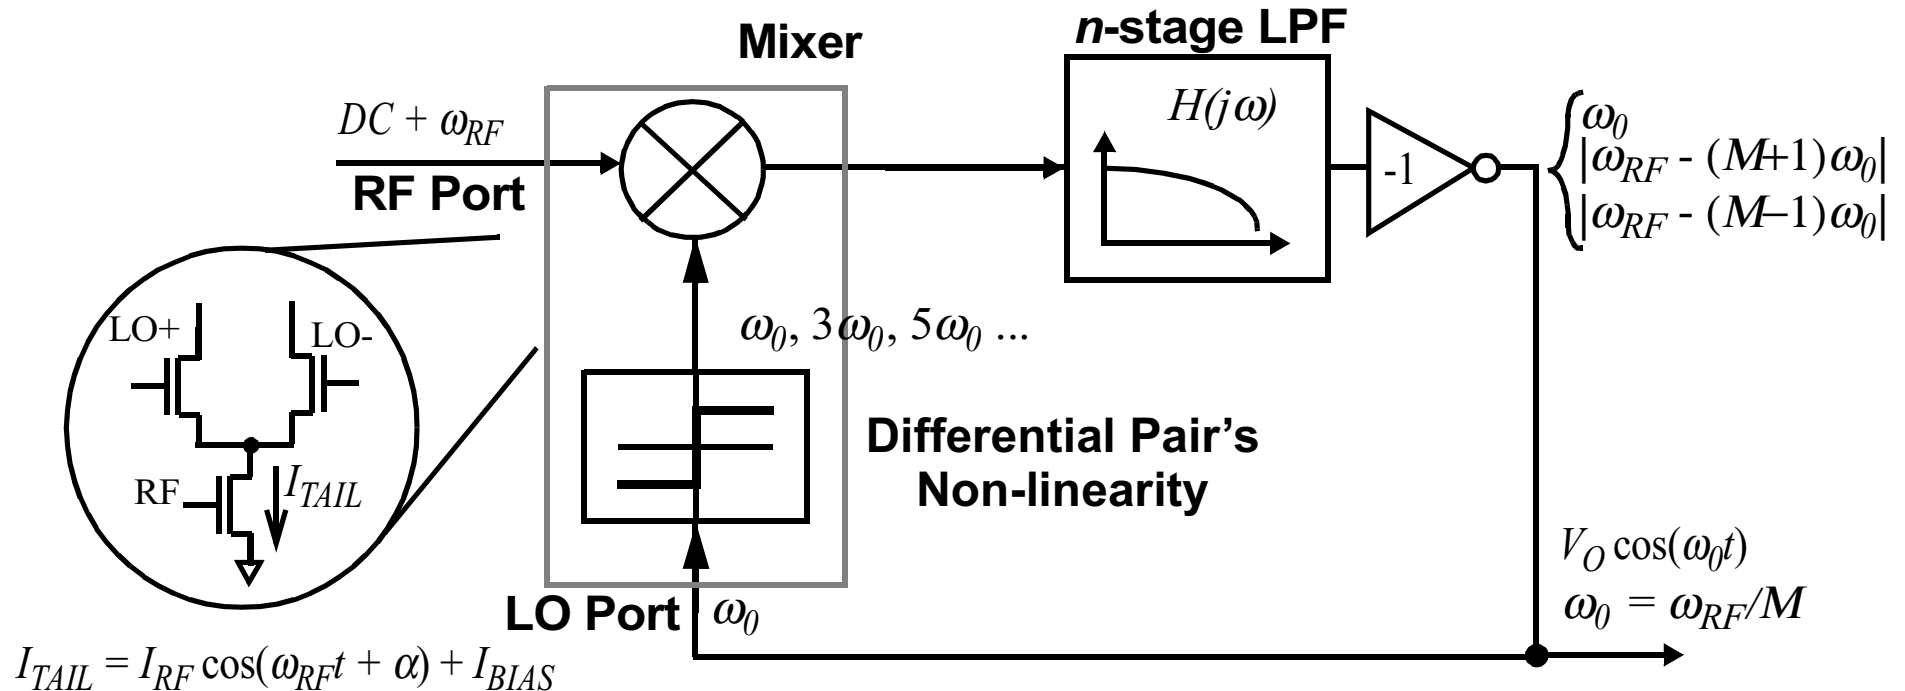 Mixer
n-stage LPF
DC + ω_RF
RF Port
H(jω)
-1
ω_0
|ω_RF - (M+1)ω_0|
|ω_RF - (M–1)ω_0|
LO+
LO-
RF
I_TAIL
ω_0, 3ω_0, 5ω_0 ...
Differential Pair's
Non-linearity
LO Port
ω_0
V_O cos(ω_0t)
ω_0 = ω_RF/M
I_TAIL = I_RF cos(ω_RFt + α) + I_BIAS